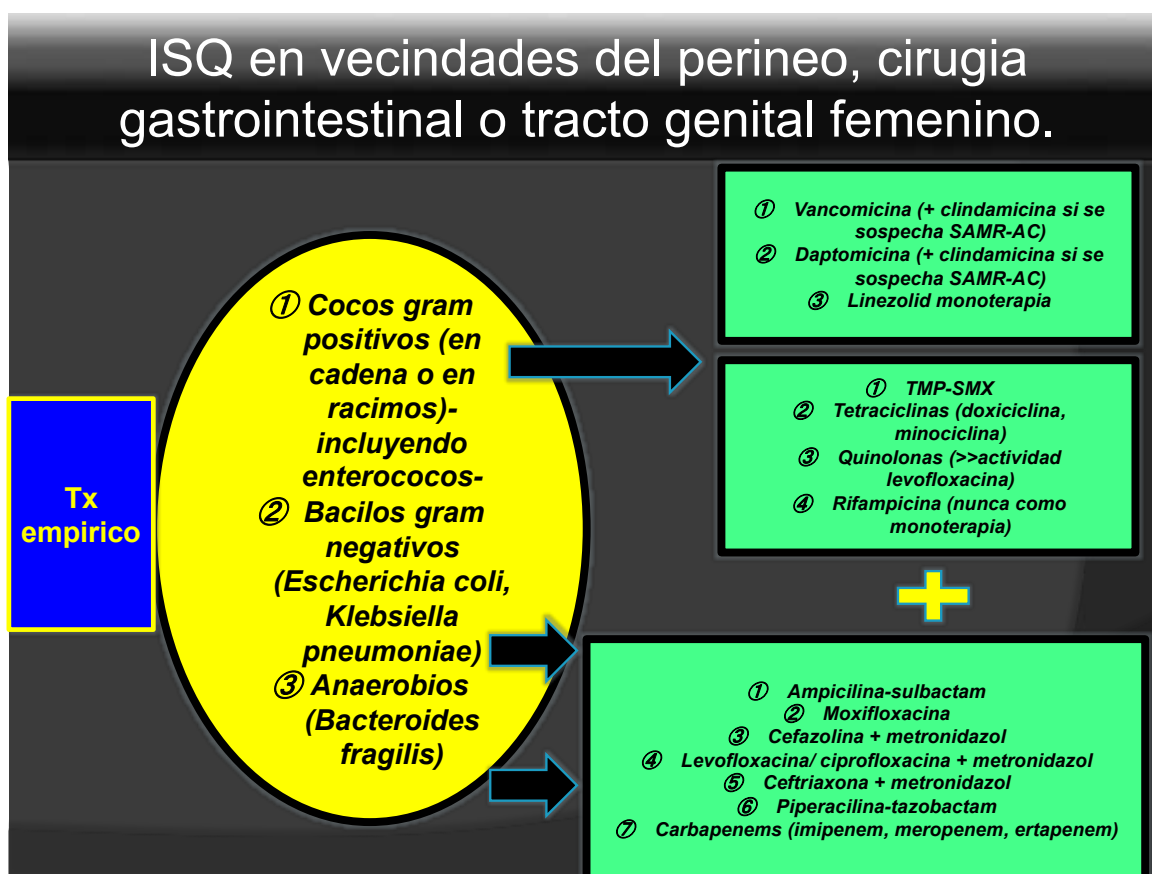 ISQ en vecindades del perineo, cirugia
gastrointestinal o tracto genital femenino.
Tx
empirico
① Cocos gram
positivos (en
cadena o en
racimos)-
incluyendo
enterococos-
② Bacilos gram
negativos
(Escherichia coli,
Klebsiella
pneumoniae)
③ Anaerobios
(Bacteroides
fragilis)
① Vancomicina (+ clindamicina si se
sospecha SAMR-AC)
② Daptomicina (+ clindamicina si se
sospecha SAMR-AC)
③ Linezolid monoterapia
① TMP-SMX
② Tetraciclinas (doxiciclina,
minociclina)
③ Quinolonas (>>actividad
levofloxacina)
④ Rifampicina (nunca como
monoterapia)
① Ampicilina-sulbactam
② Moxifloxacina
③ Cefazolina + metronidazol
④ Levofloxacina/ ciprofloxacina + metronidazol
⑤ Ceftriaxona + metronidazol
⑥ Piperacilina-tazobactam
⑦ Carbapenems (imipenem, meropenem, ertapenem)